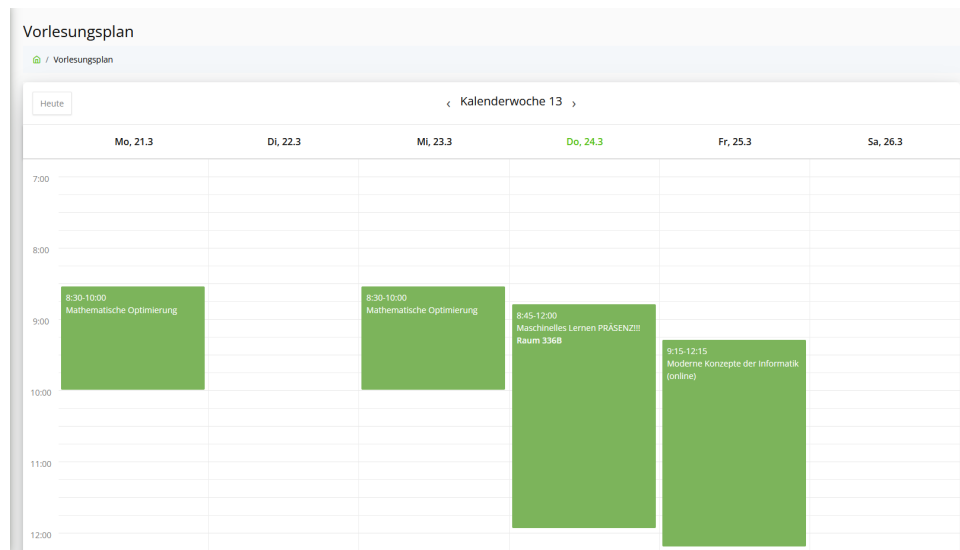 Vorlesungsplan
/ Vorlesungsplan
Heute
‹ Kalenderwoche 13 ›
Mo, 21.3 Di, 22.3 Mi, 23.3 Do, 24.3 Fr, 25.3 Sa, 26.3
7:00
8:00
8:30-10:00
Mathematische Optimierung
8:30-10:00
Mathematische Optimierung
8:45-12:00
Maschinelles Lernen PRÄSENZ!!!
Raum 336B
9:00
9:15-12:15
Moderne Konzepte der Informatik
(online)
10:00
11:00
12:00